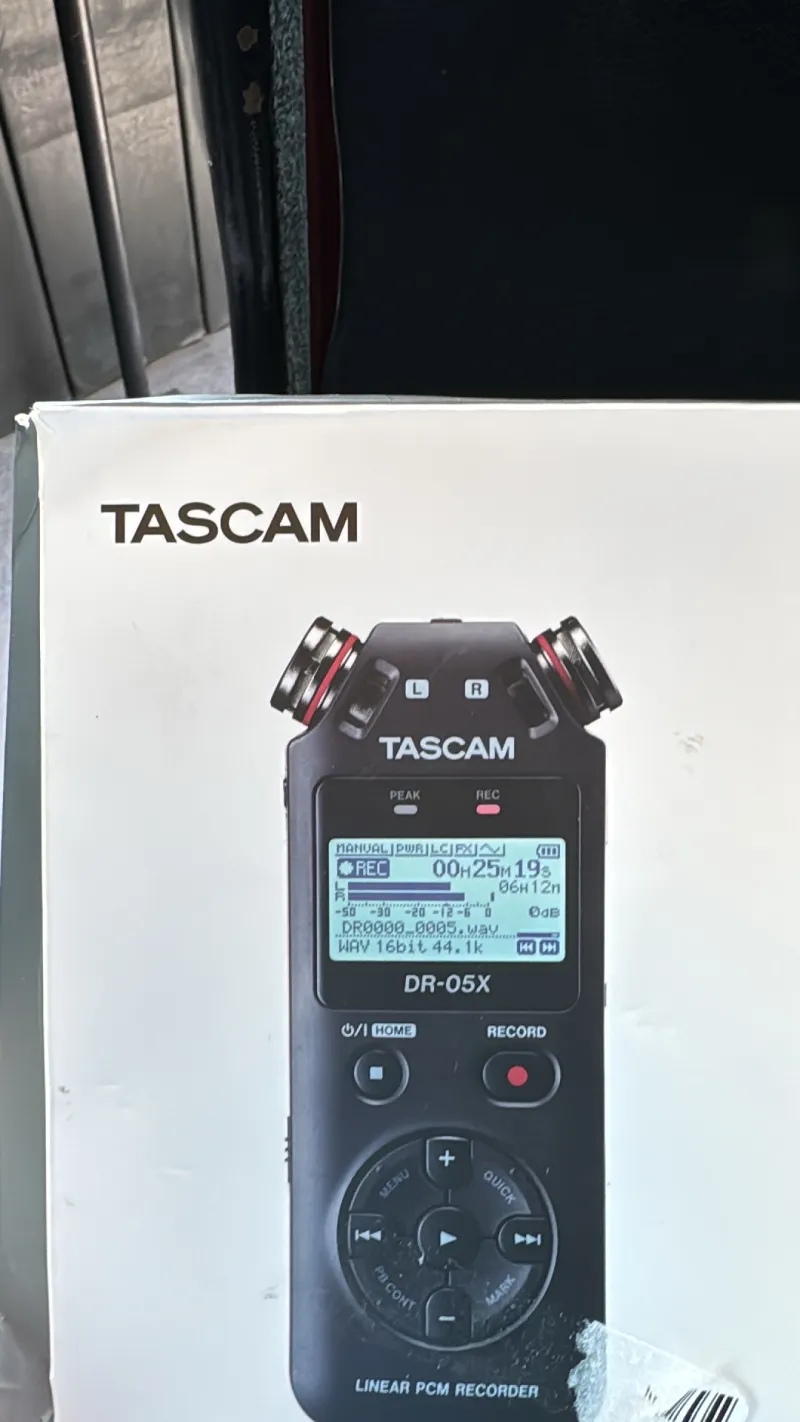 TASCAM
L R
TASCAM
PEAK REC
MANUAL PWR LC FX
REC 00H25M19S
L 06H12m
R
-50 -30 -20 -12 -6 0 0dB
DR0000_0005.wav
WAV 16bit 44.1k
DR-05X
⏻/I HOME RECORD
+
MENU QUICK
PB CONT MARK
−
LINEAR PCM RECORDER